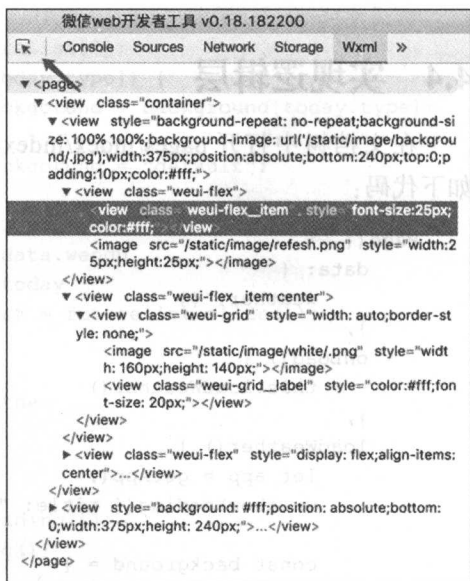 微信web开发者工具 v0.18.182200
Console Sources Network Storage Wxml »
▼<page>
▼<view class="container">
▼<view style="background-repeat: no-repeat;background-si
ze: 100% 100%;background-image: url('/static/image/backgrou
nd/.jpg');width:375px;position:absolute;bottom:240px;top:0;p
adding:10px;color:#fff;">
▼<view class="weui-flex">
<view class= weui-flex__item style= font-size:25px;
color:#fff; ></view
<image src="/static/image/refesh.png" style="width:2
5px;height:25px;"></image>
</view>
▼<view class="weui-flex__item center">
▼<view class="weui-grid" style="width: auto;border-st
yle: none;">
<image src="/static/image/white/.png" style="widt
h: 160px;height: 140px;"></image>
<view class="weui-grid__label" style="color:#fff;fon
t-size: 20px;"></view>
</view>
</view>
▶<view class="weui-flex" style="display: flex;align-items:
center">...</view>
</view>
▶<view style="background: #fff;position: absolute;bottom:
0;width:375px;height: 240px;">...</view>
</view>
</page>